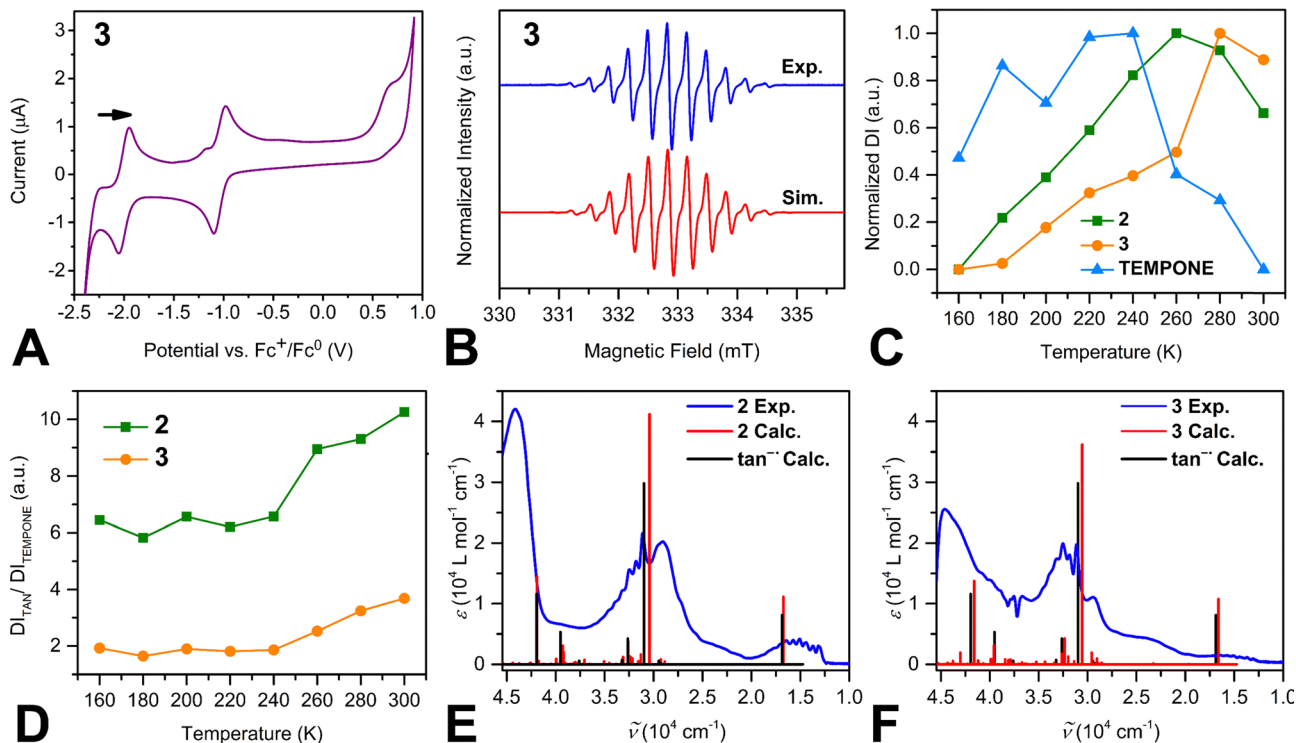 3
Current (μA)
3
2
1
0
-1
-2
-2.5 -2.0 -1.5 -1.0 -0.5 0.0 0.5 1.0
A
Potential vs. Fc⁺/Fc⁰ (V)
3
Normalized Intensity (a.u.)
Exp.
Sim.
330 331 332 333 334 335
B
Magnetic Field (mT)
Normalized DI (a.u.)
1.0
0.8
0.6
0.4
0.2
0.0
2
3
TEMPONE
160 180 200 220 240 260 280 300
C
Temperature (K)
DI_TAN/ DI_TEMPONE (a.u.)
10
8
6
4
2
2
3
160 180 200 220 240 260 280 300
D
Temperature (K)
ε (10⁴ L mol⁻¹ cm⁻¹)
4
3
2
1
0
2 Exp.
2 Calc.
tan⁻· Calc.
4.5 4.0 3.5 3.0 2.5 2.0 1.5 1.0
E
ṽ (10⁴ cm⁻¹)
ε (10⁴ L mol⁻¹ cm⁻¹)
4
3
2
1
0
3 Exp.
3 Calc.
tan⁻· Calc.
4.5 4.0 3.5 3.0 2.5 2.0 1.5 1.0
F
ṽ (10⁴ cm⁻¹)